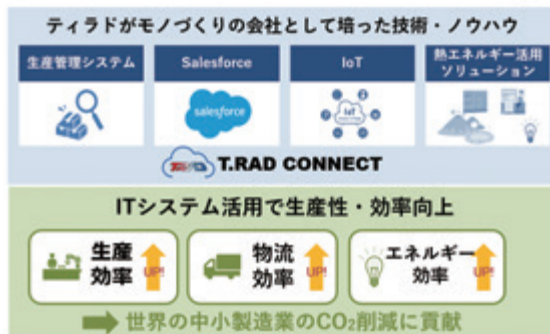 ティラドがモノづくりの会社として培った技術・ノウハウ
生産管理システム
Salesforce
IoT
熱エネルギー活用
ソリューション
salesforce
IoT
T.RAD CONNECT
ITシステム活用で生産性・効率向上
生産
効率
UP!
物流
効率
UP!
エネルギー
効率
UP!
世界の中小製造業のCO₂削減に貢献